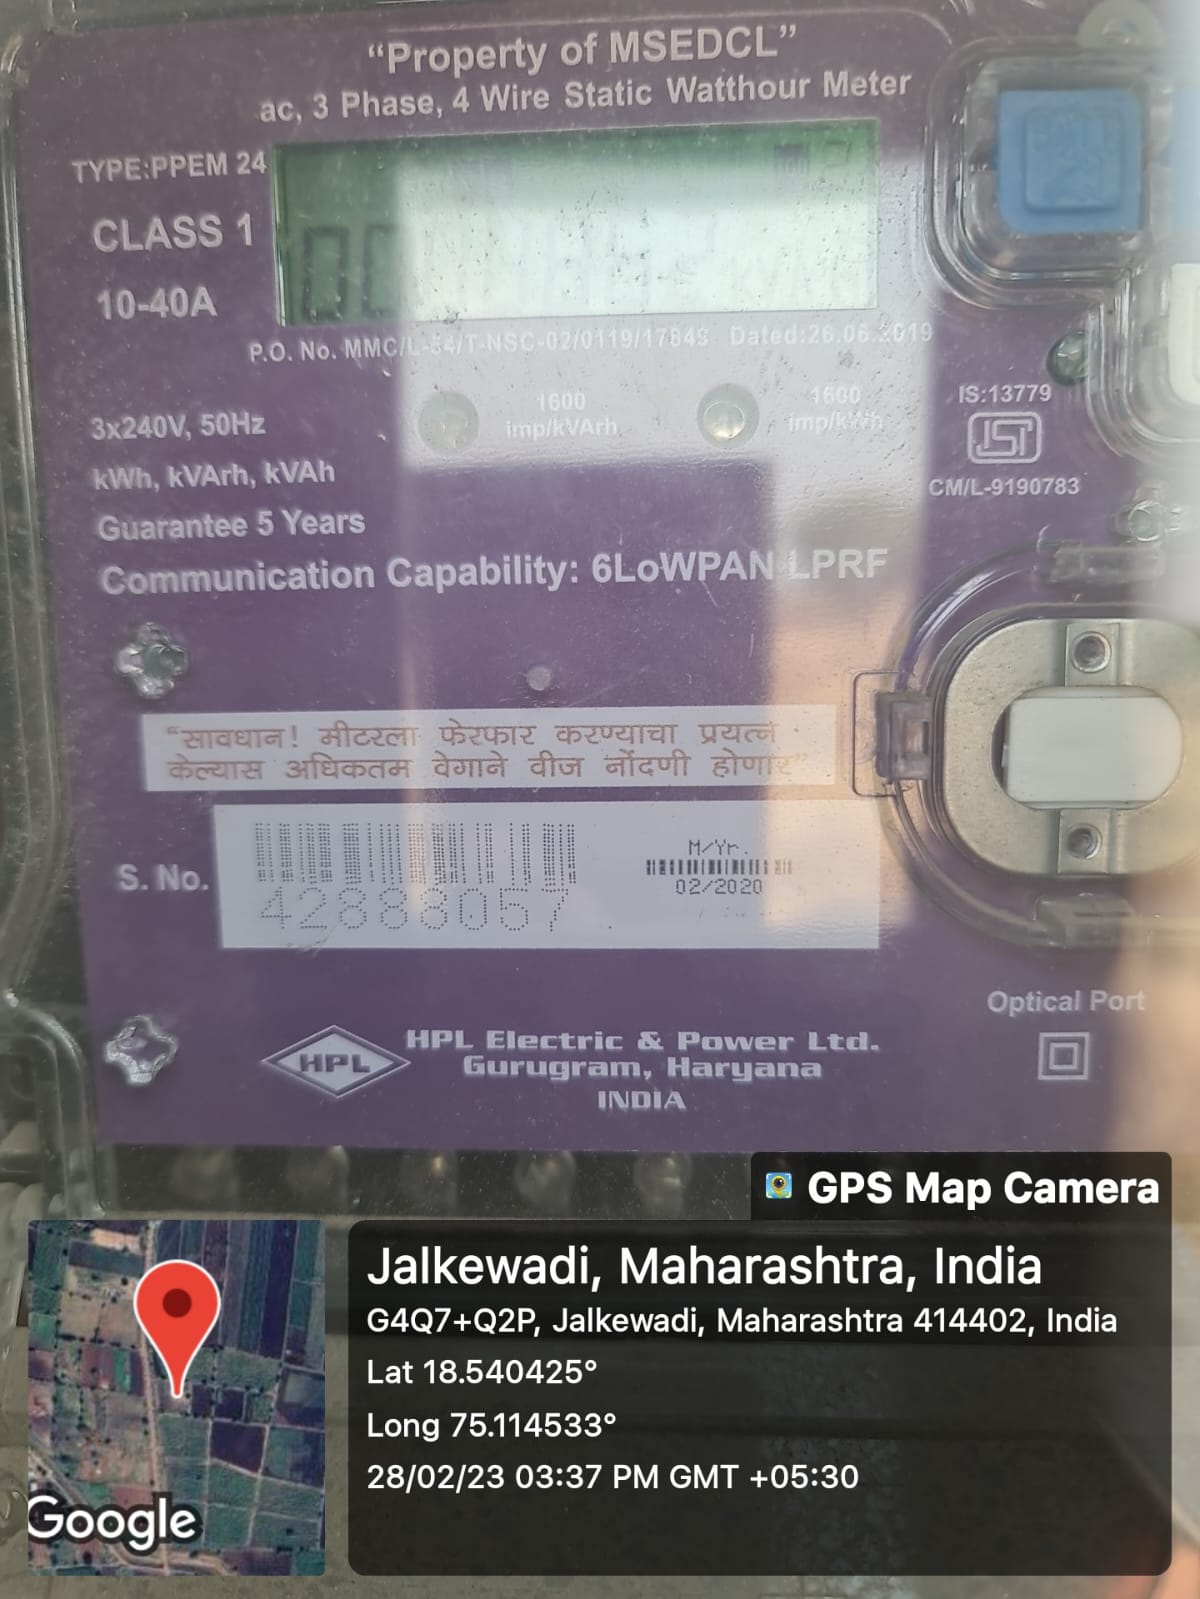 “Property of MSEDCL”
ac, 3 Phase, 4 Wire Static Watthour Meter
TYPE:PPEM 24
CLASS 1
10-40A
P.O. No. MMC/L-54/T-NSC-02/0119/17849 Dated:26.06.2019
1600
imp/kVArh
1600
imp/kWh
3x240V, 50Hz
kWh, kVArh, kVAh
Guarantee 5 Years
Communication Capability: 6LoWPAN LPRF
IS:13779
ISI
CM/L-9190783
“सावधान! मीटरला फेरफार करण्याचा प्रयत्न
केल्यास अधिकतम वेगाने वीज नोंदणी होणार”
S. No.
42888057
M/Yr.
02/2020
HPL
HPL Electric & Power Ltd.
Gurugram, Haryana
INDIA
Optical Port
GPS Map Camera
Jalkewadi, Maharashtra, India
G4Q7+Q2P, Jalkewadi, Maharashtra 414402, India
Lat 18.540425°
Long 75.114533°
28/02/23 03:37 PM GMT +05:30
Google